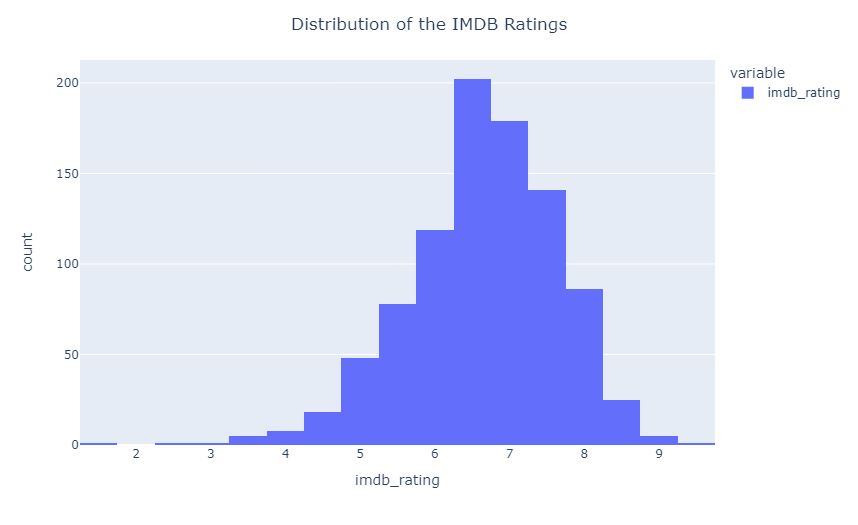 Distribution of the IMDB Ratings
variable
imdb_rating
200
150
100
50
0
count
2 3 4 5 6 7 8 9
imdb_rating